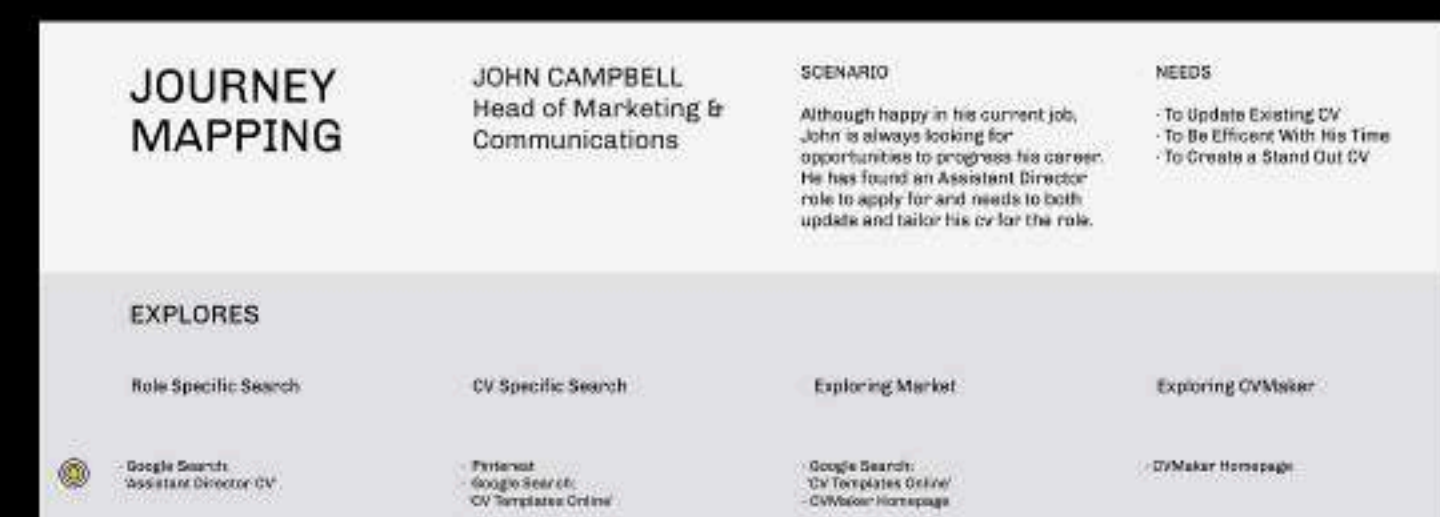 JOURNEY
MAPPING
JOHN CAMPBELL
Head of Marketing &
Communications
SCENARIO
Although happy in his current job,
John is always looking for
opportunities to progress his career.
He has found an Assistant Director
role to apply for and needs to both
update and tailor his cv for the role.
NEEDS
· To Update Existing CV
· To Be Efficent With His Time
· To Create a Stand Out CV
EXPLORES
Role Specific Search
CV Specific Search
Exploring Market
Exploring CVMaker
· Google Search:
'Assistant Director CV'
· Pinterest
· Google Search:
'CV Templates Online'
· Google Search:
'CV Templates Online'
· CVMaker Homepage
· CVMaker Homepage